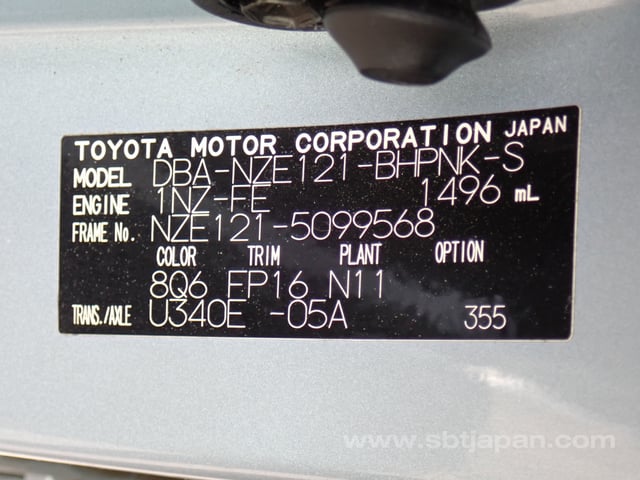 TOYOTA MOTOR CORPORATION JAPAN
MODEL DBA-NZE121-BHPNK-S
ENGINE 1NZ-FE 1496 mL
FRAME No. NZE121-5099568
COLOR TRIM PLANT OPTION
8Q6 FP16 N11
TRANS./AXLE U340E -05A 355
www.sbtjapan.com